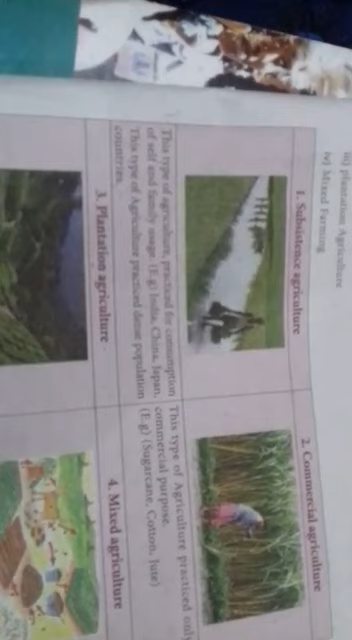 iii) plantation Agriculture
iv) Mixed Farming
1. Subsistence agriculture
This type of agriculture, practiced for consumption
of self and family usage. (E.g) India, China, Japan.
This type of Agriculture practiced dense population
countries.
2. Commercial agriculture
This type of Agriculture practiced only
commercial purpose.
(E.g) (Sugarcane, Cotton, Jute)
3. Plantation agriculture
4. Mixed agriculture